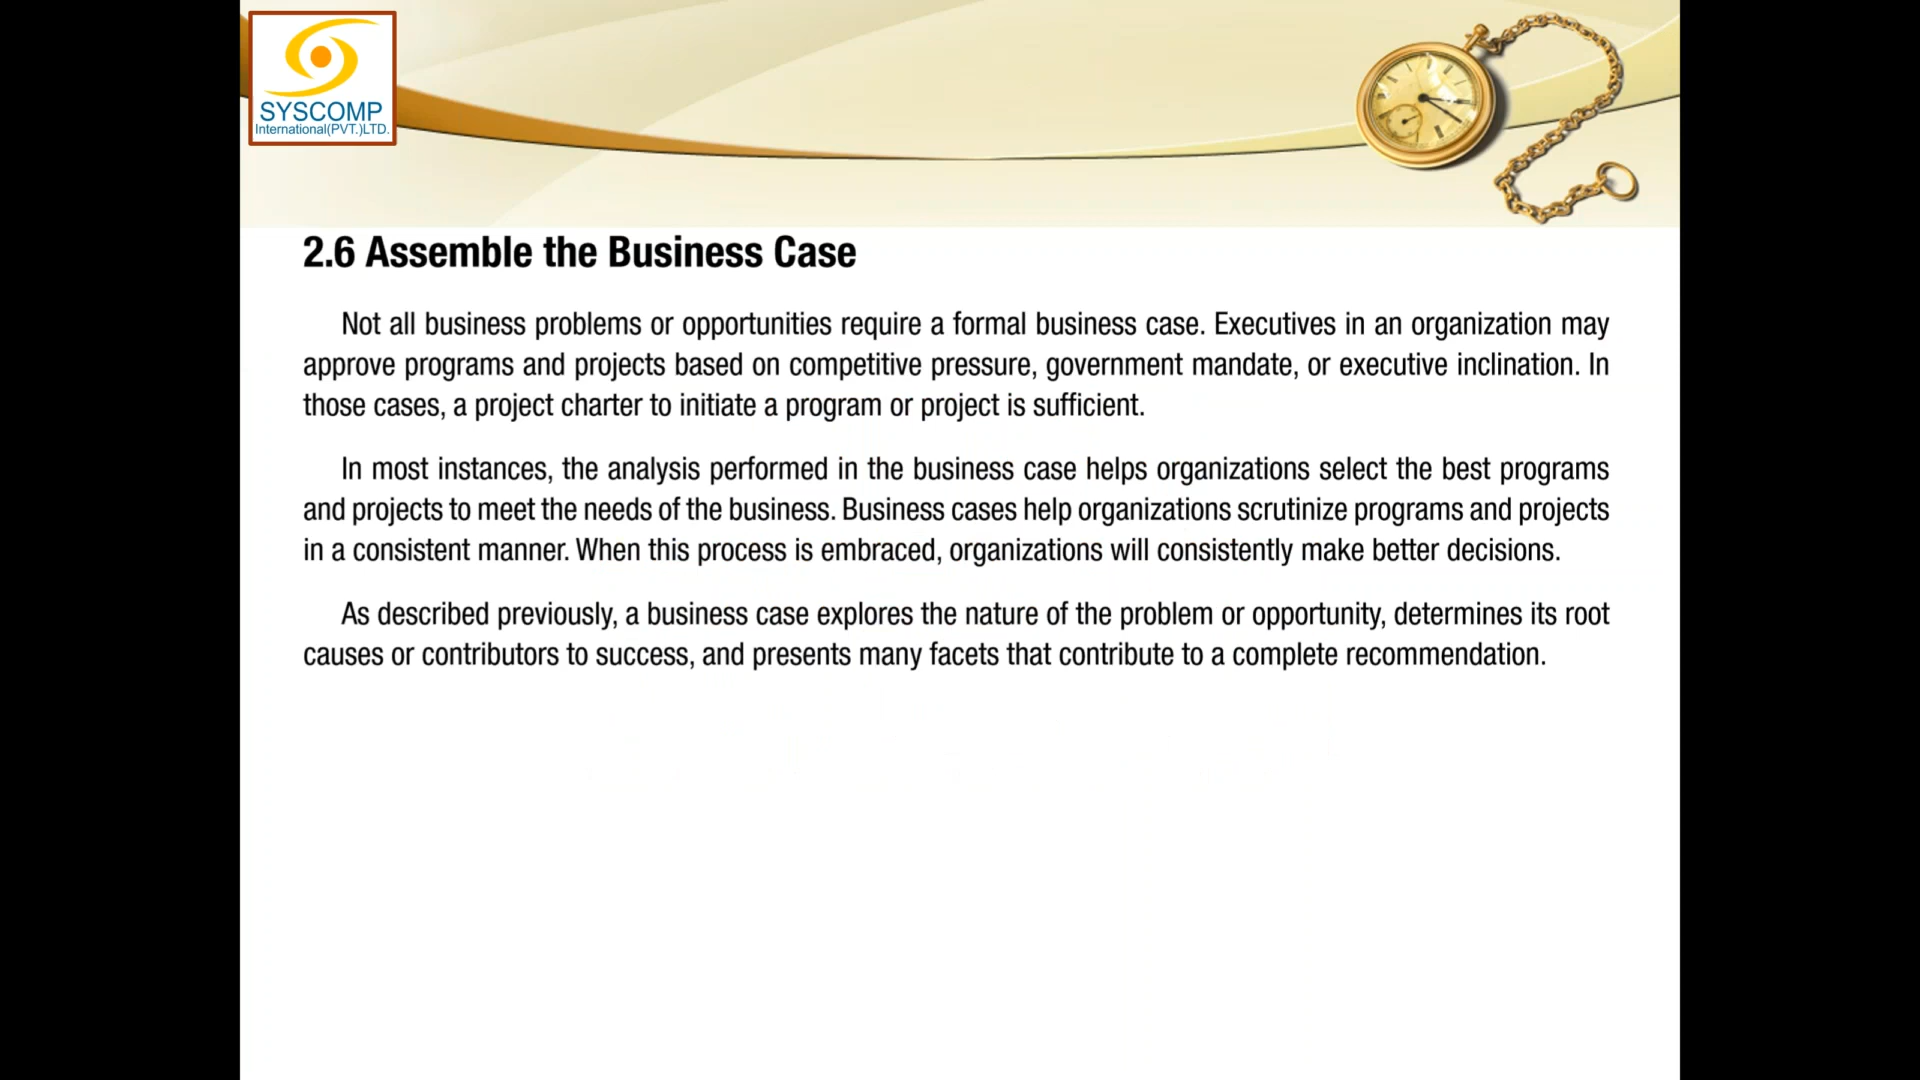 SYSCOMP
International(PVT.)LTD.
2.6 Assemble the Business Case
Not all business problems or opportunities require a formal business case. Executives in an organization may
approve programs and projects based on competitive pressure, government mandate, or executive inclination. In
those cases, a project charter to initiate a program or project is sufficient.
In most instances, the analysis performed in the business case helps organizations select the best programs
and projects to meet the needs of the business. Business cases help organizations scrutinize programs and projects
in a consistent manner. When this process is embraced, organizations will consistently make better decisions.
As described previously, a business case explores the nature of the problem or opportunity, determines its root
causes or contributors to success, and presents many facets that contribute to a complete recommendation.